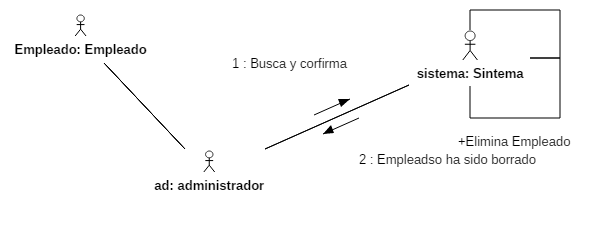 Empleado: Empleado
1 : Busca y corfirma
sistema: Sintema
+Elimina Empleado
2 : Empleadso ha sido borrado
ad: administrador